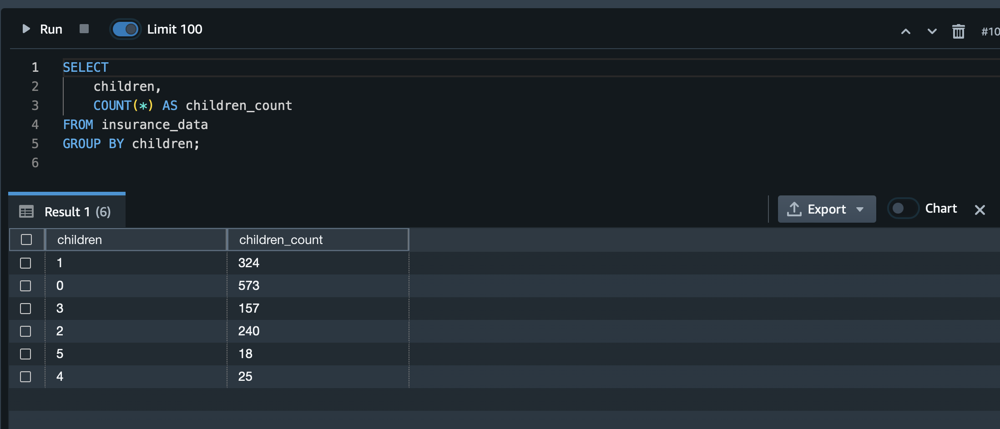 Run Limit 100 #10
1 SELECT
2     children,
3     COUNT(*) AS children_count
4 FROM insurance_data
5 GROUP BY children;
6
Result 1 (6) Export Chart
children children_count
1 324
0 573
3 157
2 240
5 18
4 25